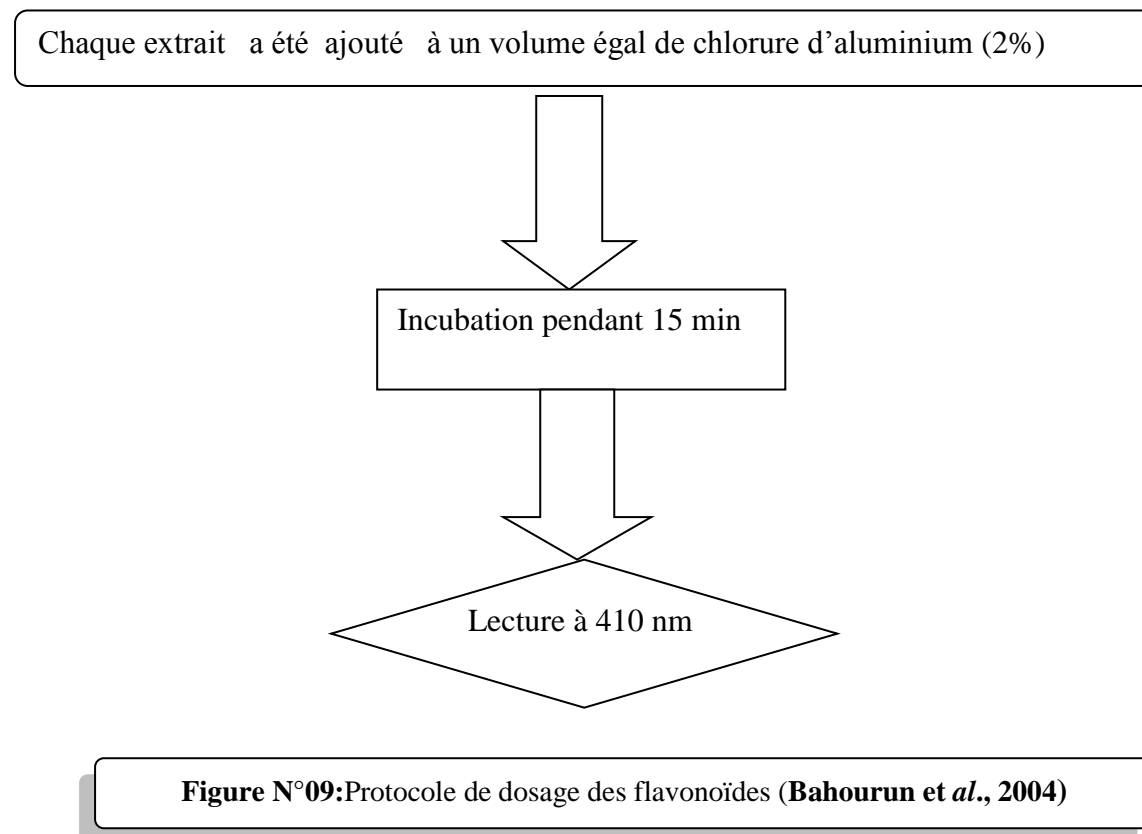 Chaque extrait a été ajouté à un volume égal de chlorure d’aluminium (2%)
Incubation pendant 15 min
Lecture à 410 nm
Figure N°09:Protocole de dosage des flavonoïdes (Bahourun et al., 2004)